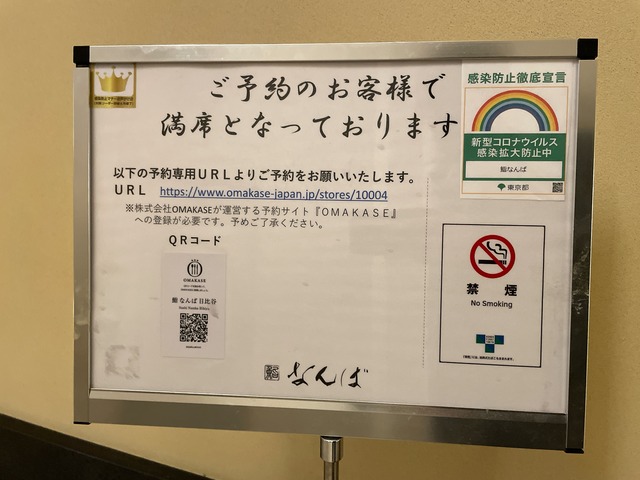 ご予約のお客様で
満席となっております
以下の予約専用URLよりご予約をお願いいたします。
URL https://www.omakase-japan.jp/stores/10004
※株式会社OMAKASEが運営する予約サイト『OMAKASE』
への登録が必要です。予めご了承ください。
QRコード
OMAKASE
鮨 なんば 日比谷
鮨 なんば
感染防止徹底宣言
新型コロナウイルス
感染拡大防止中
鮨なんば
東京都
禁煙
No Smoking